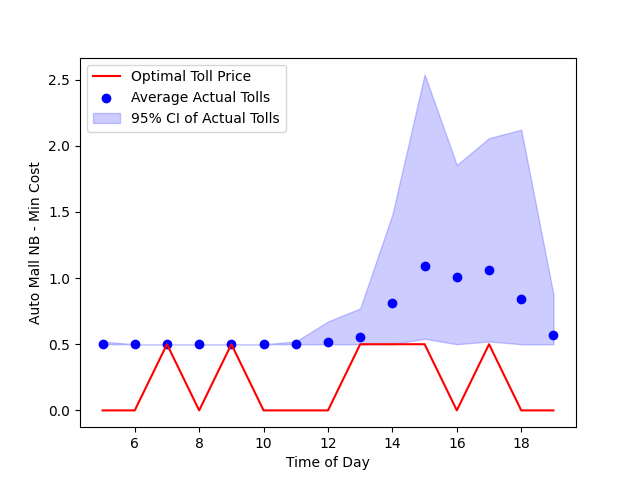 Optimal Toll Price
Average Actual Tolls
95% CI of Actual Tolls
Auto Mall NB - Min Cost
2.5
2.0
1.5
1.0
0.5
0.0
6 8 10 12 14 16 18
Time of Day